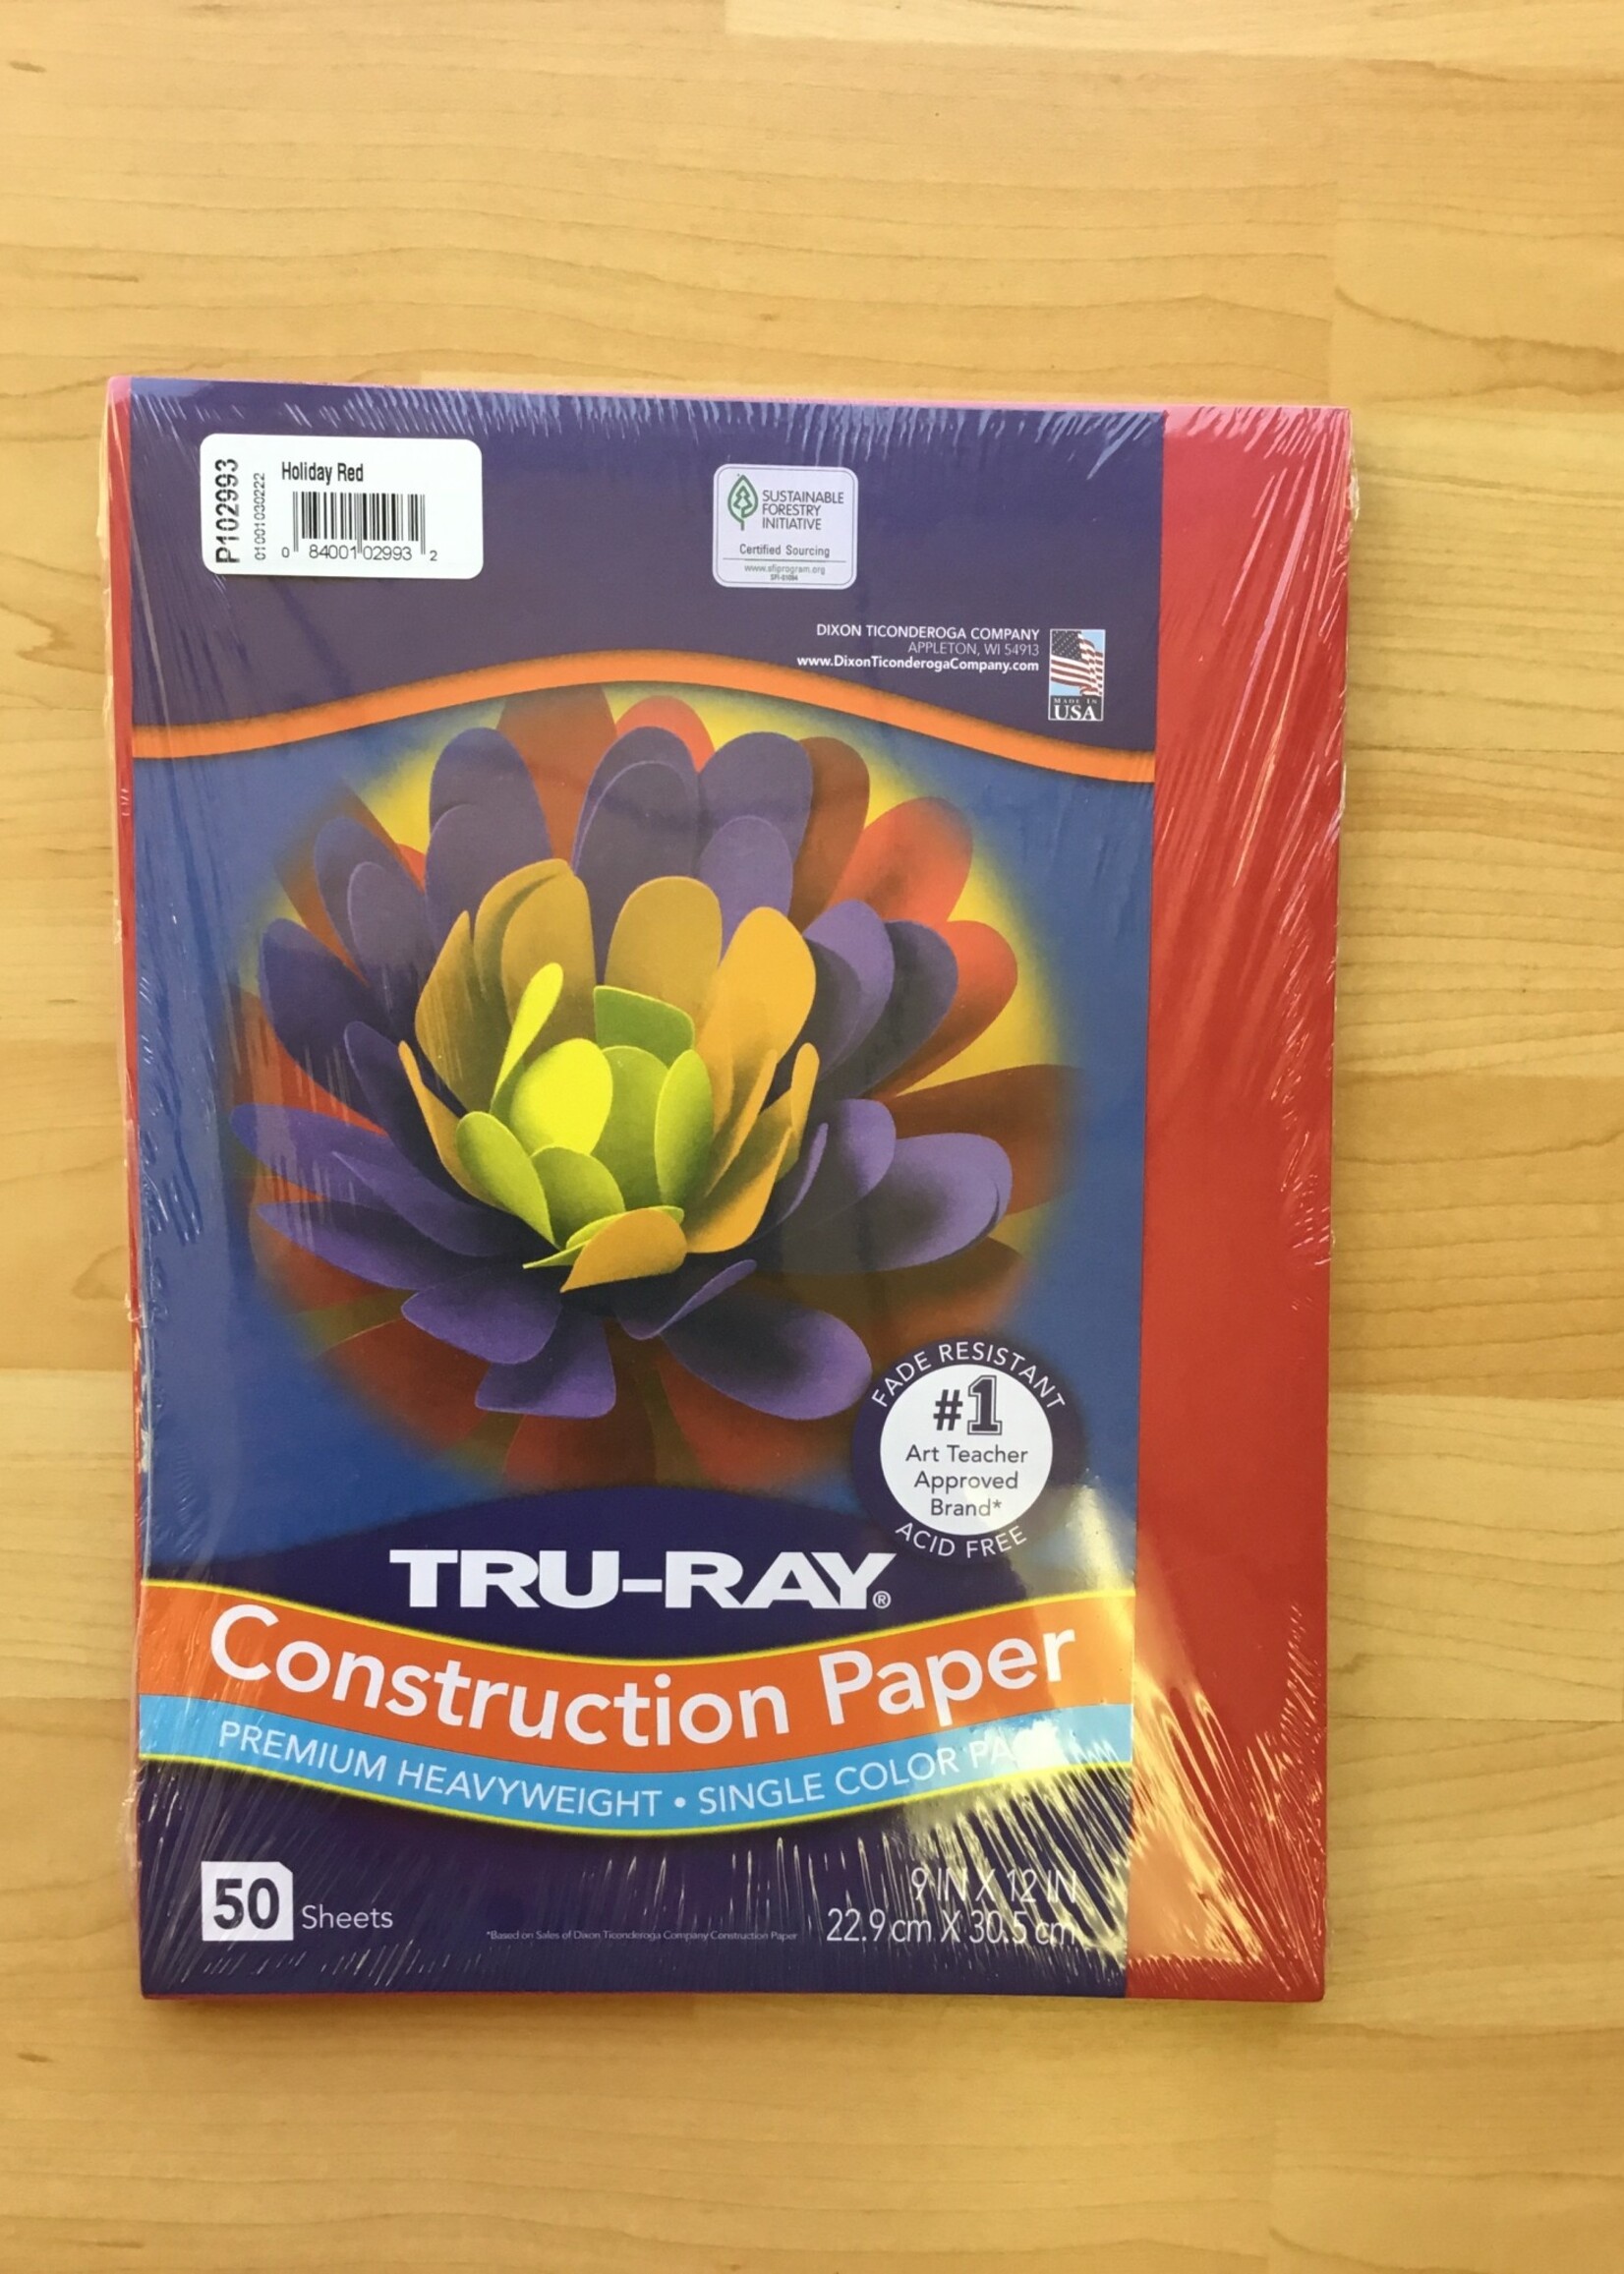 P102993
01001030222
Holiday Red
0 84001 02993 2
SUSTAINABLE
FORESTRY
INITIATIVE
Certified Sourcing
www.sfiprogram.org
SFI-01084
DIXON TICONDEROGA COMPANY
APPLETON, WI 54913
www.DixonTiconderogaCompany.com
MADE IN
USA
FADE RESISTANT
#1
Art Teacher
Approved
Brand*
ACID FREE
TRU-RAY®
Construction Paper
PREMIUM HEAVYWEIGHT • SINGLE COLOR
50 Sheets
*Based on Sales of Dixon Ticonderoga Company Construction Paper
9 IN X 12 IN
22.9 cm X 30.5 cm